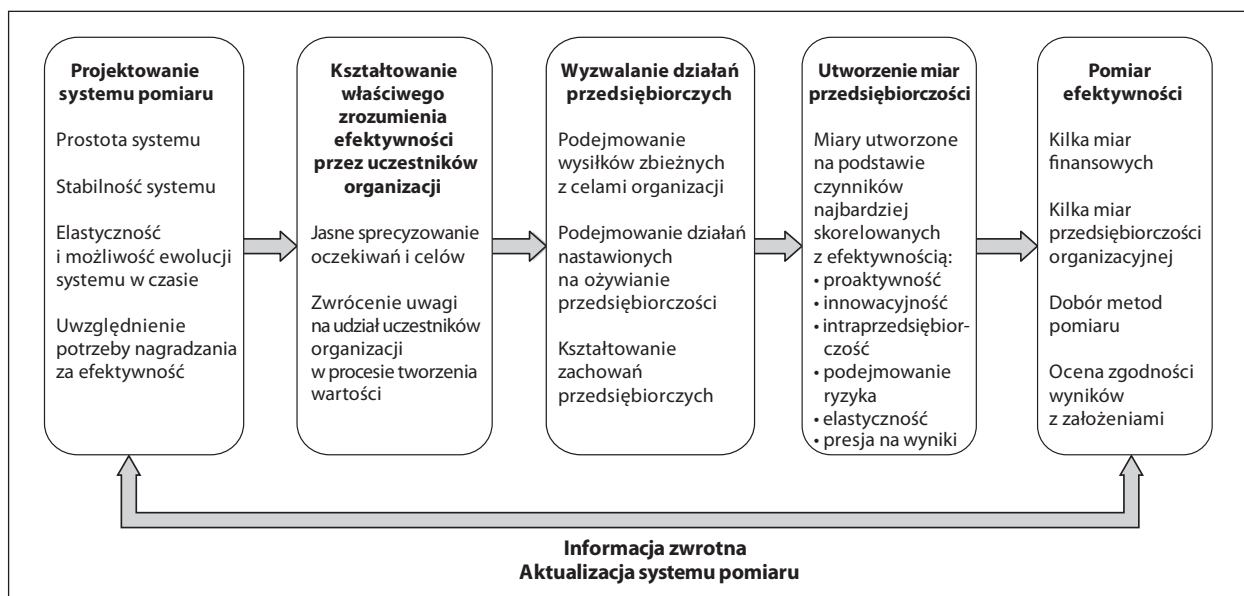 Projektowanie
systemu pomiaru
Prostota systemu
Stabilność systemu
Elastyczność
i możliwość ewolucji
systemu w czasie
Uwzględnienie
potrzeby nagradzania
za efektywność
Kształtowanie
właściwego
zrozumienia
efektywności
przez uczestników
organizacji
Jasne sprecyzowanie
oczekiwań i celów
Zwrócenie uwagi
na udział uczestników
organizacji
w procesie tworzenia
wartości
Wyzwalanie działań
przedsiębiorczych
Podejmowanie
wysiłków zbieżnych
z celami organizacji
Podejmowanie działań
nastawionych
na ożywianie
przedsiębiorczości
Kształtowanie
zachowań
przedsiębiorczych
Utworzenie miar
przedsiębiorczości
Miary utworzone
na podstawie
czynników
najbardziej
skorelowanych
z efektywnością:
• proaktywność
• innowacyjność
• intraprzedsiębior-
czość
• podejmowanie
ryzyka
• elastyczność
• presja na wyniki
Pomiar
efektywności
Kilka miar
finansowych
Kilka miar
przedsiębiorczości
organizacyjnej
Dobór metod
pomiaru
Ocena zgodności
wyników
z założeniami
Informacja zwrotna
Aktualizacja systemu pomiaru